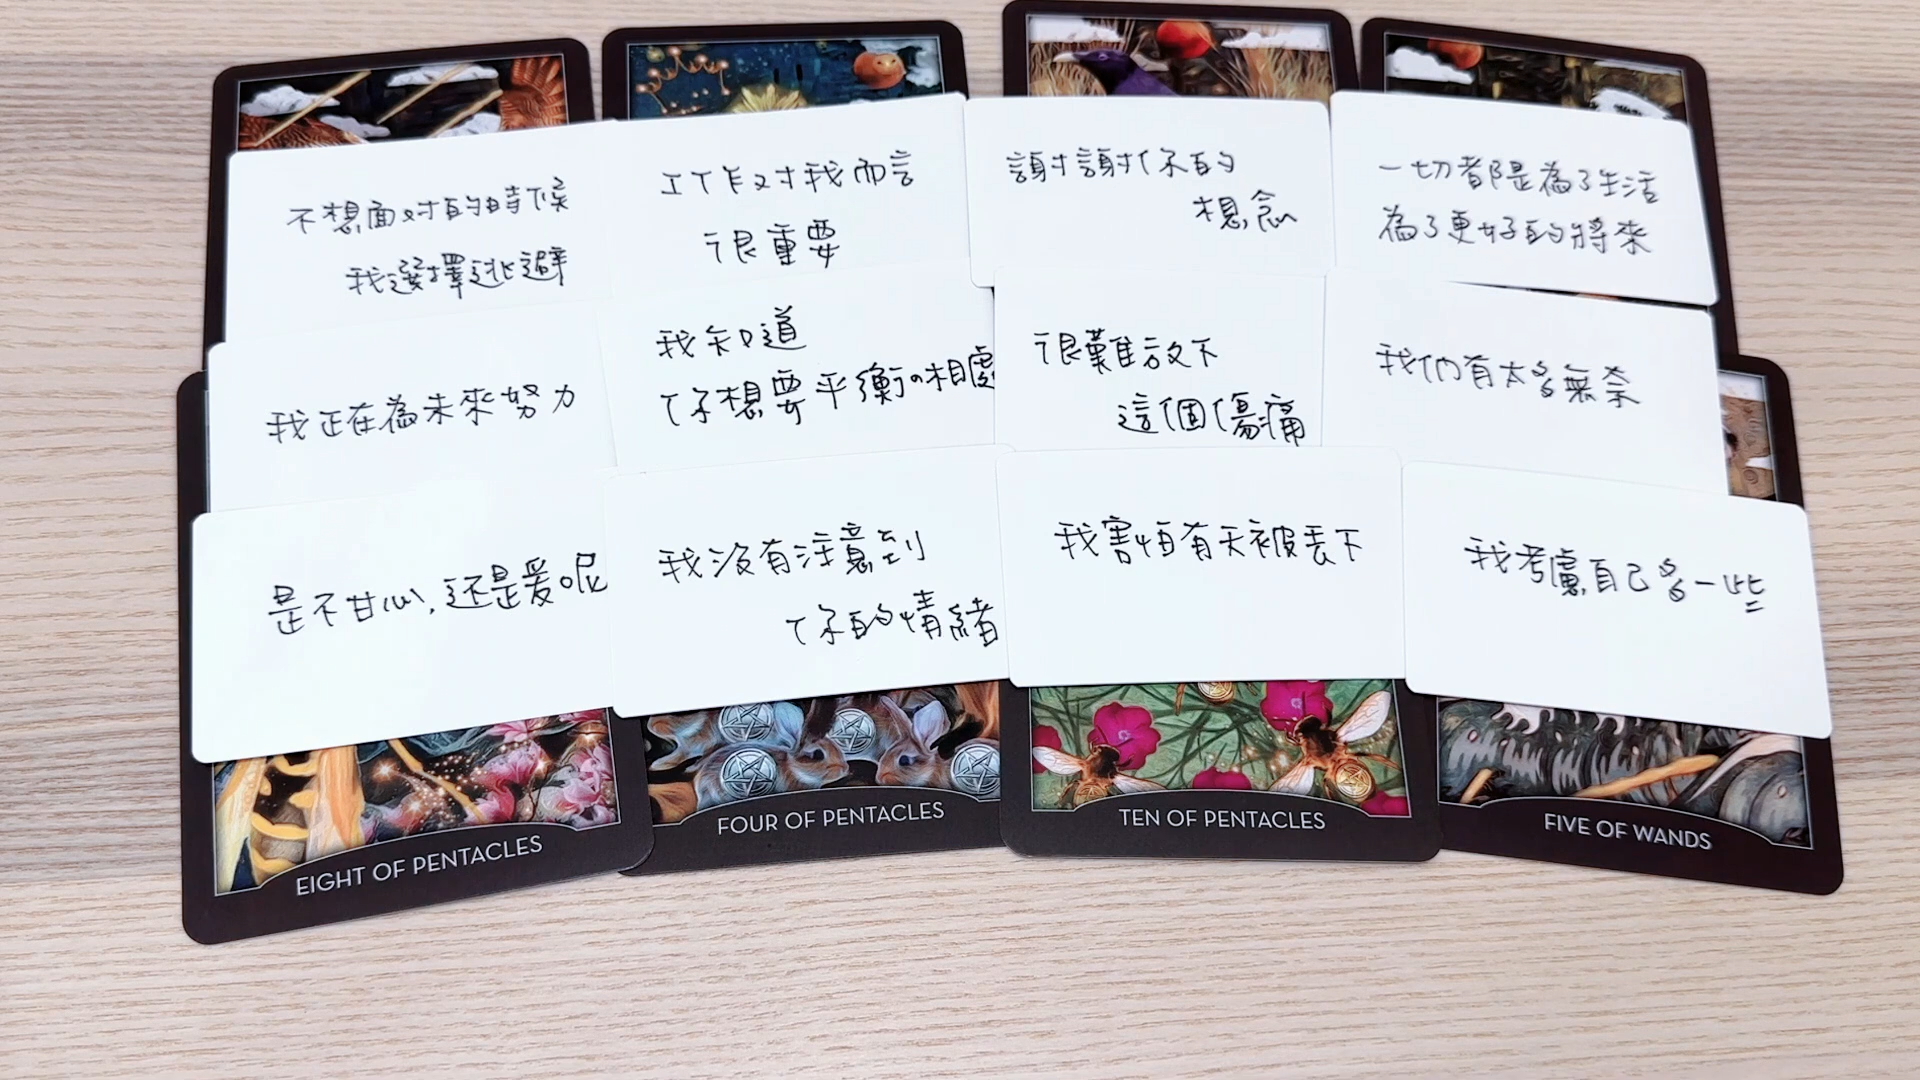 不想面对的時候
我選擇逃避
工作对我而言
很重要
謝謝你的
想念
一切都是為了生活
為了更好的將來
我正在為未來努力
我知道
你想要平衡的相處
很難放下
這個傷痛
我们有太多無奈
是不甘心,还是爱呢
我沒有注意到
你的情緒
我害怕有天被丟下
我考慮自己多一些
EIGHT OF PENTACLES
FOUR OF PENTACLES
TEN OF PENTACLES
FIVE OF WANDS